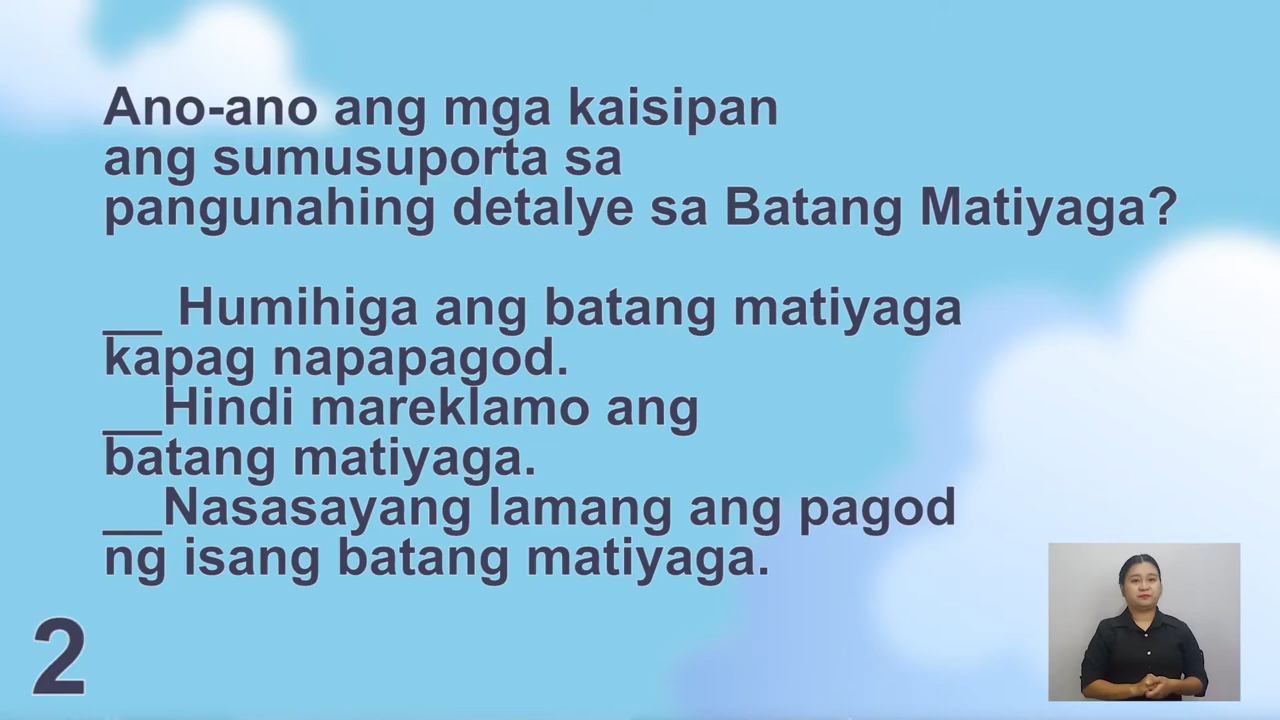 Ano-ano ang mga kaisipan
ang sumusuporta sa
pangunahing detalye sa Batang Matiyaga?
__ Humihiga ang batang matiyaga
kapag napapagod.
__Hindi mareklamo ang
batang matiyaga.
__Nasasayang lamang ang pagod
ng isang batang matiyaga.
2